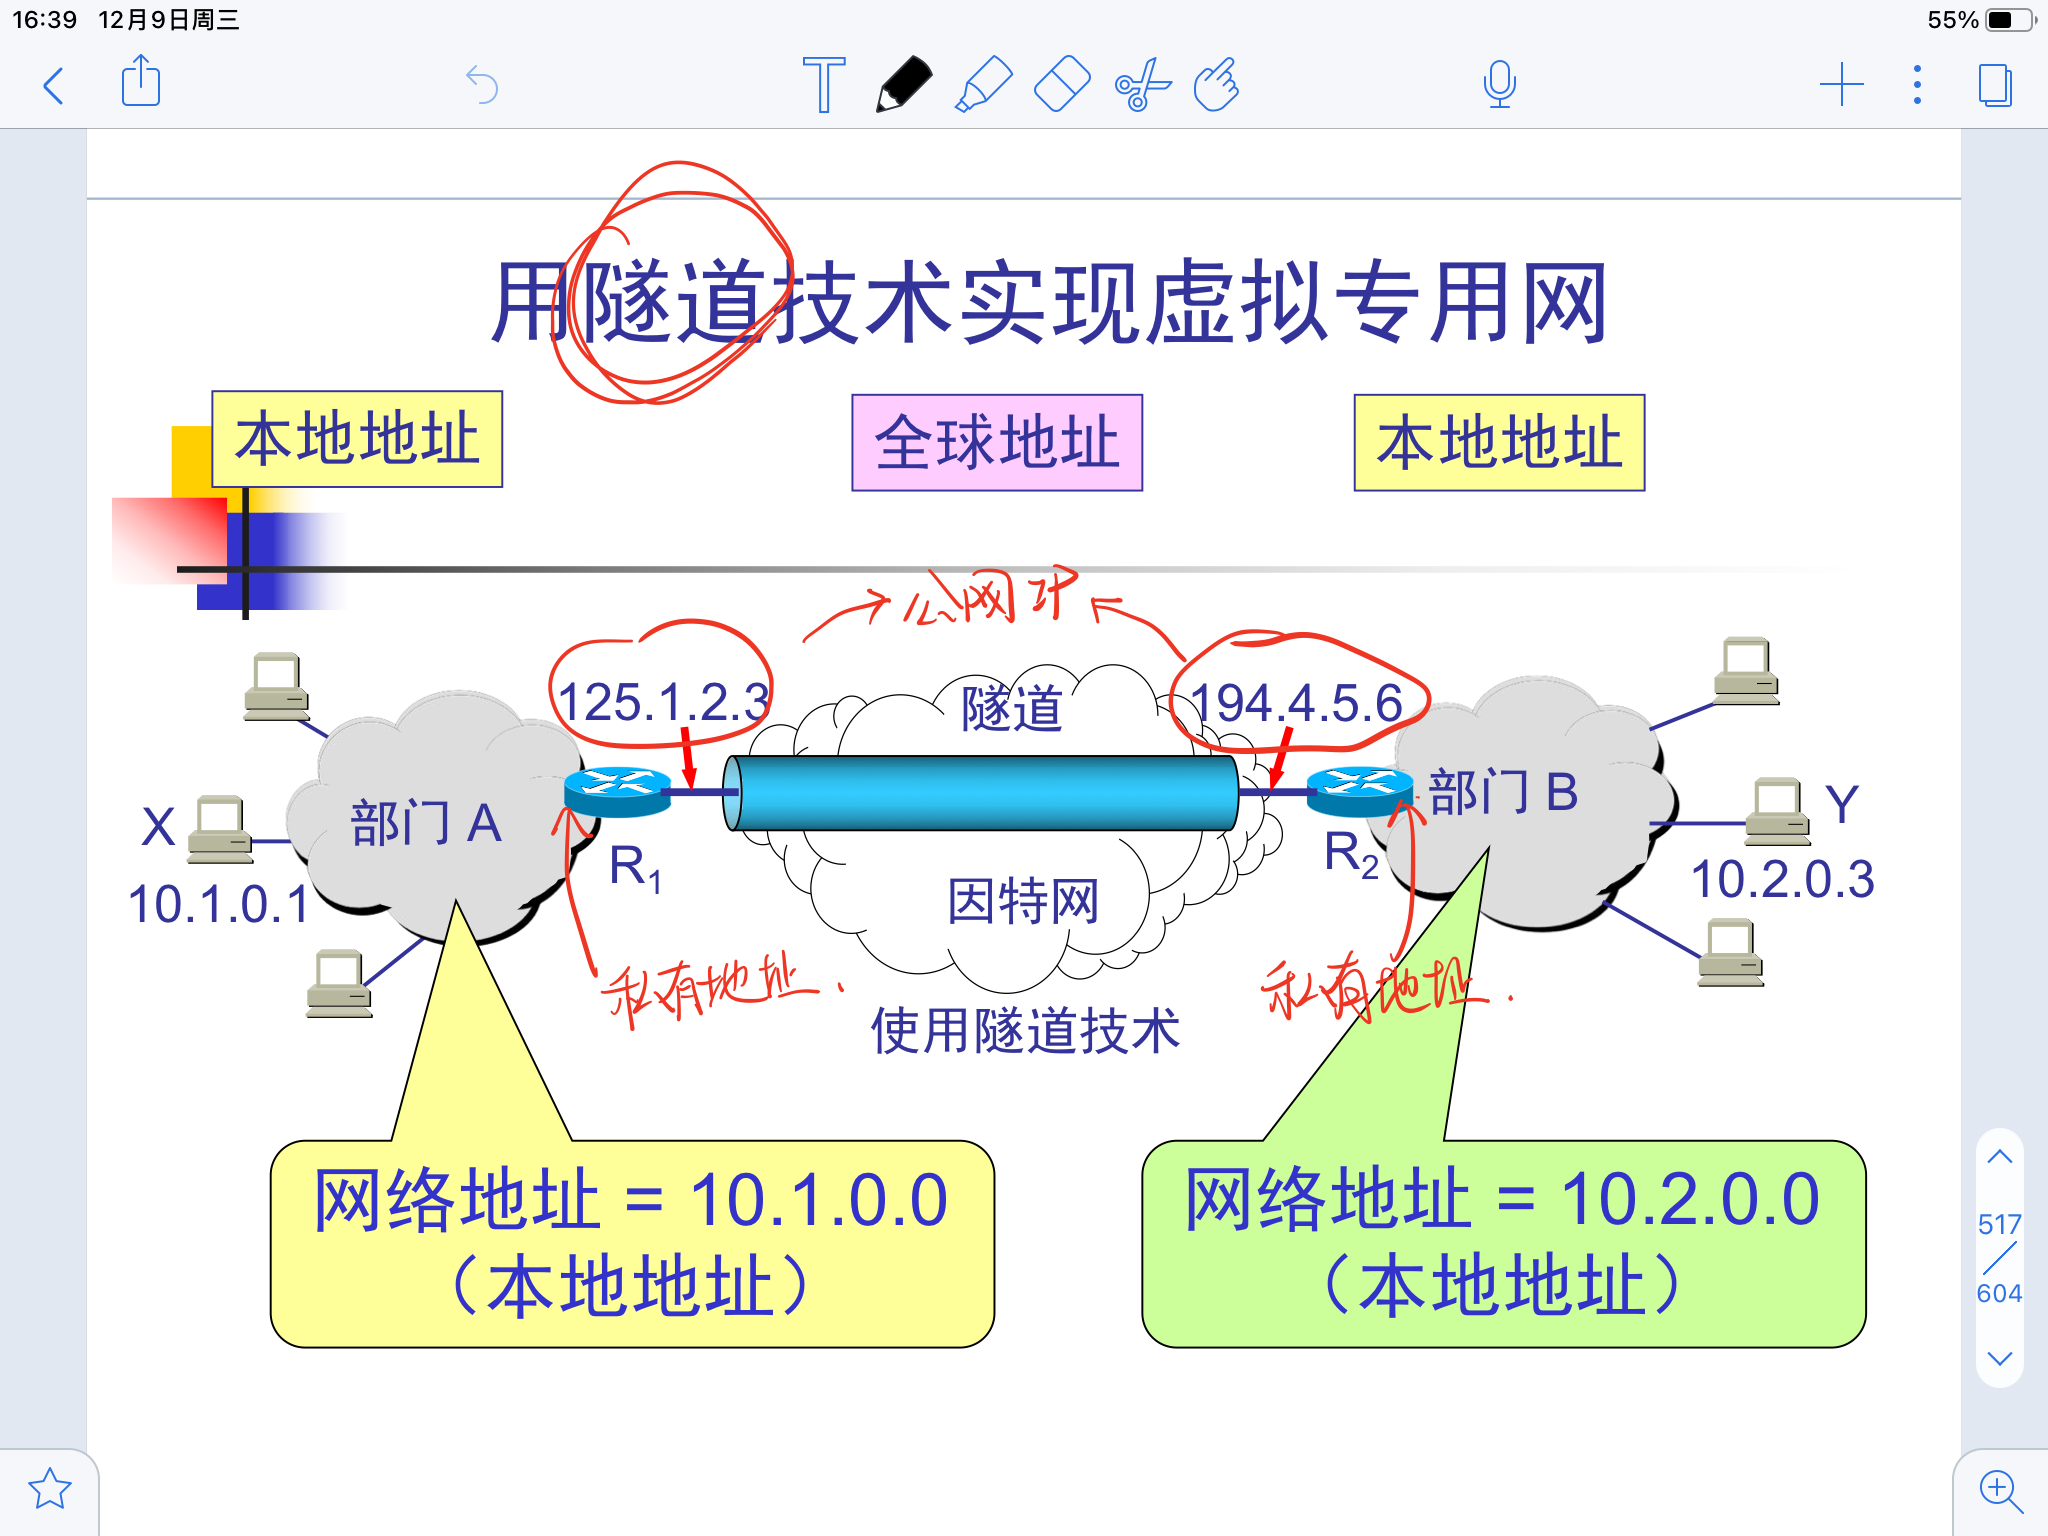 16:39 12月9日周三
55%
用隧道技术实现虚拟专用网
本地地址
全球地址
本地地址
公网IP
125.1.2.3
隧道
194.4.5.6
X
部门 A
部门 B
Y
R1
R2
10.1.0.1
因特网
10.2.0.3
私有地址.
私有地址.
使用隧道技术
网络地址 = 10.1.0.0
（本地地址）
网络地址 = 10.2.0.0
（本地地址）
517
604